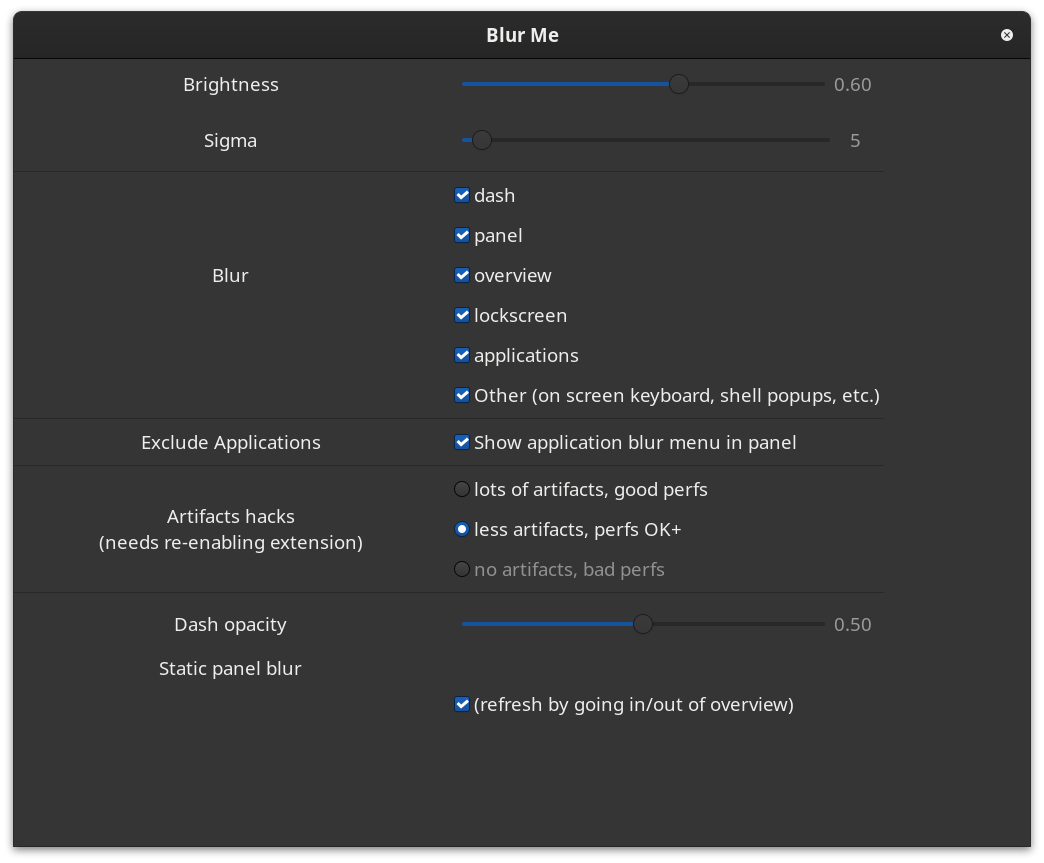 Blur Me
Brightness 0.60
Sigma 5
Blur
dash
panel
overview
lockscreen
applications
Other (on screen keyboard, shell popups, etc.)
Exclude Applications
Show application blur menu in panel
Artifacts hacks
(needs re-enabling extension)
lots of artifacts, good perfs
less artifacts, perfs OK+
no artifacts, bad perfs
Dash opacity 0.50
Static panel blur
(refresh by going in/out of overview)